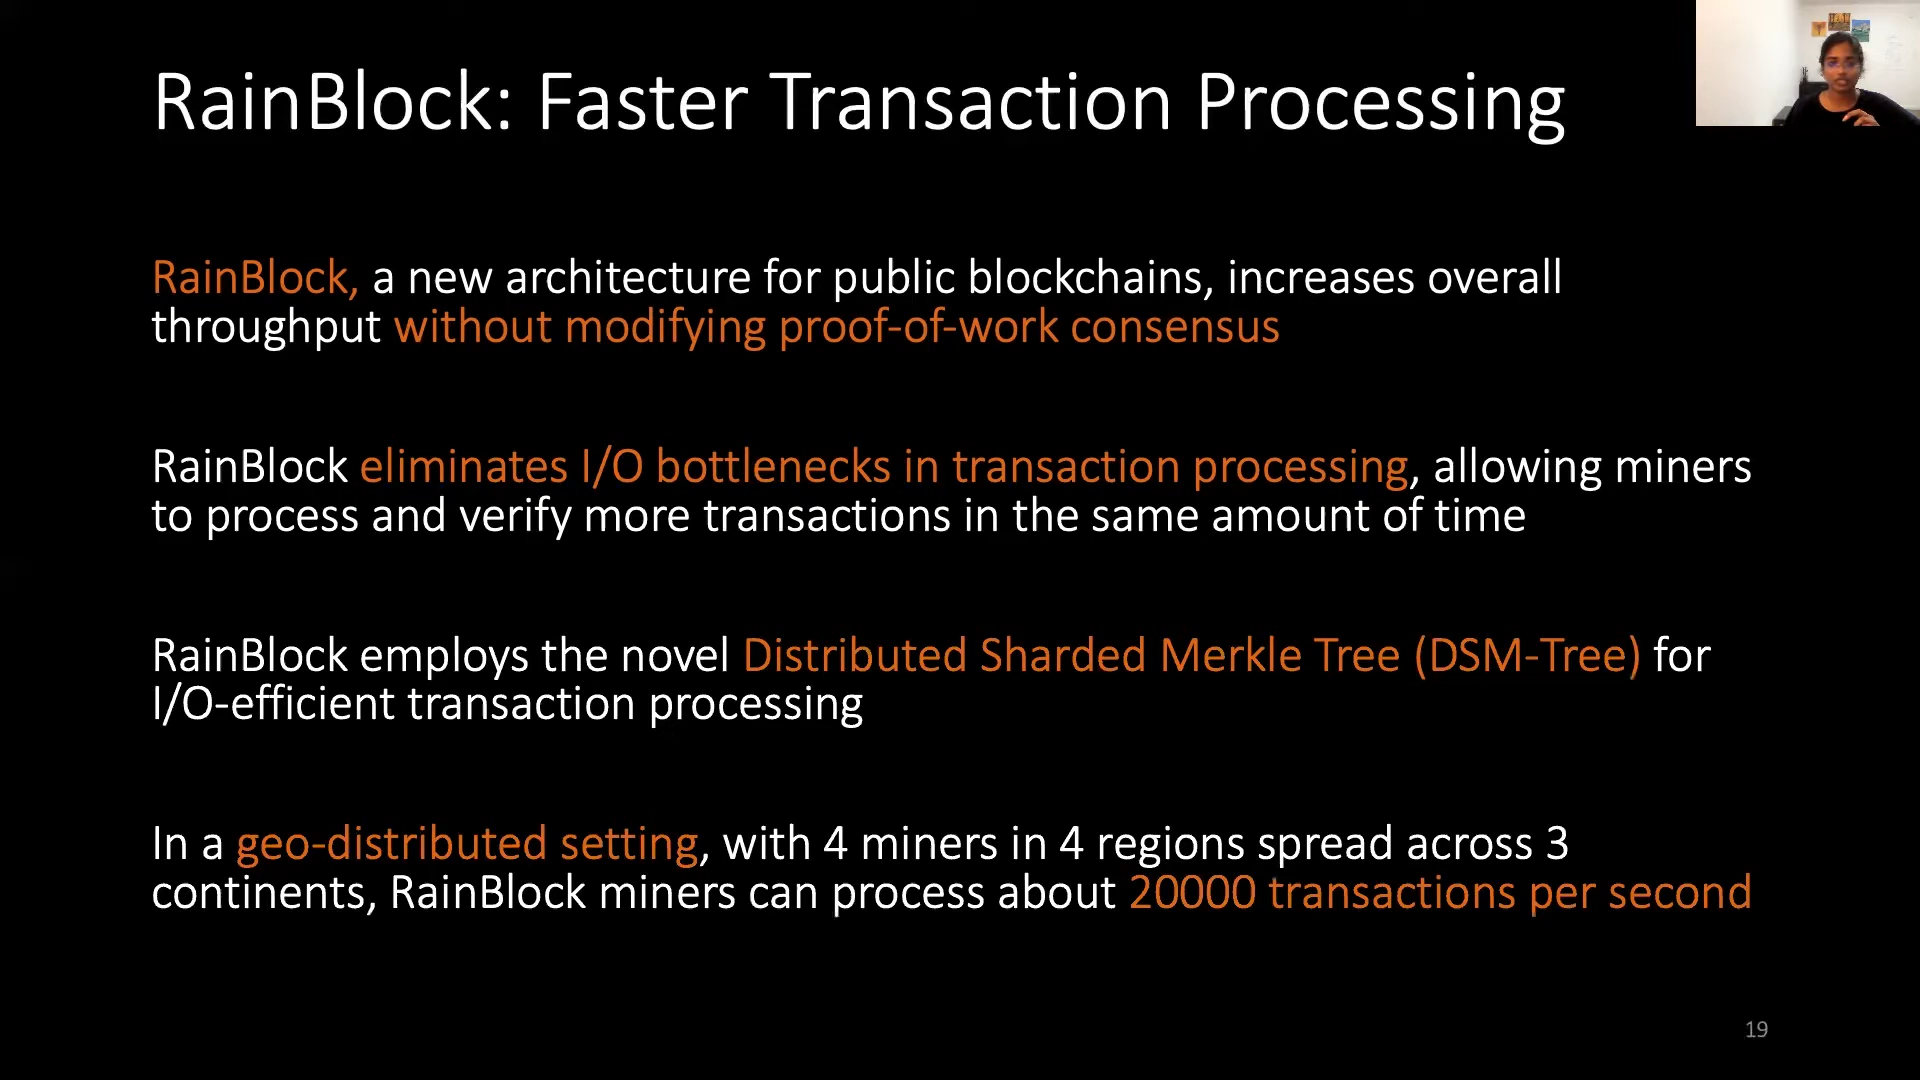 RainBlock: Faster Transaction Processing
RainBlock, a new architecture for public blockchains, increases overall
throughput without modifying proof-of-work consensus
RainBlock eliminates I/O bottlenecks in transaction processing, allowing miners
to process and verify more transactions in the same amount of time
RainBlock employs the novel Distributed Sharded Merkle Tree (DSM-Tree) for
I/O-efficient transaction processing
In a geo-distributed setting, with 4 miners in 4 regions spread across 3
continents, RainBlock miners can process about 20000 transactions per second
19